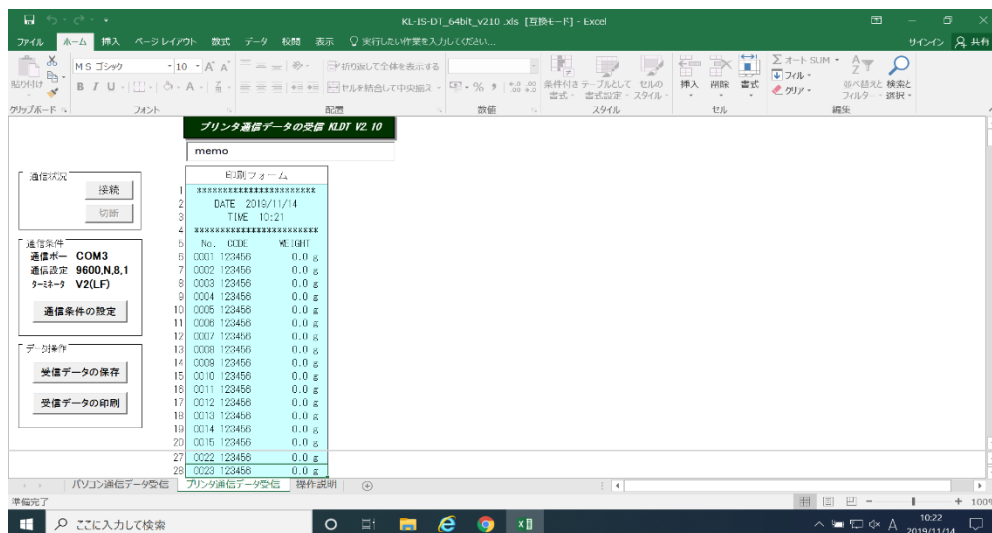 KL-IS-DT_64bit_v210 .xls [互換モード] - Excel
ファイル ホーム 挿入 ページ レイアウト 数式 データ 校閲 表示 実行したい作業を入力してください... サインイン 共有
MS ゴシック 10 折り返して全体を表示する Σ オート SUM
貼り付け B I U A セルを結合して中央揃え % 条件付き書式 テーブルとして書式設定 セルのスタイル 挿入 削除 書式 フィル クリア 並べ替えとフィルター 検索と選択
クリップボード フォント 配置 数値 スタイル セル 編集
プリンタ通信データの受信 KLDT V2.10
memo
通信状況
接続
切断
通信条件
通信ポー COM3
通信設定 9600,N,8,1
ターミネータ V2(LF)
通信条件の設定
データ操作
受信データの保存
受信データの印刷
印刷フォーム
1 ************************
2 DATE 2019/11/14
3 TIME 10:21
4 ************************
5 No. CODE WEIGHT
6 0001 123456 0.0 g
7 0002 123456 0.0 g
8 0003 123456 0.0 g
9 0004 123456 0.0 g
10 0005 123456 0.0 g
11 0006 123456 0.0 g
12 0007 123456 0.0 g
13 0008 123456 0.0 g
14 0009 123456 0.0 g
15 0010 123456 0.0 g
16 0011 123456 0.0 g
17 0012 123456 0.0 g
18 0013 123456 0.0 g
19 0014 123456 0.0 g
20 0015 123456 0.0 g
27 0022 123456 0.0 g
28 0023 123456 0.0 g
パソコン通信データ受信 プリンタ通信データ受信 操作説明
準備完了 100%
ここに入力して検索 A 10:22
2019/11/14